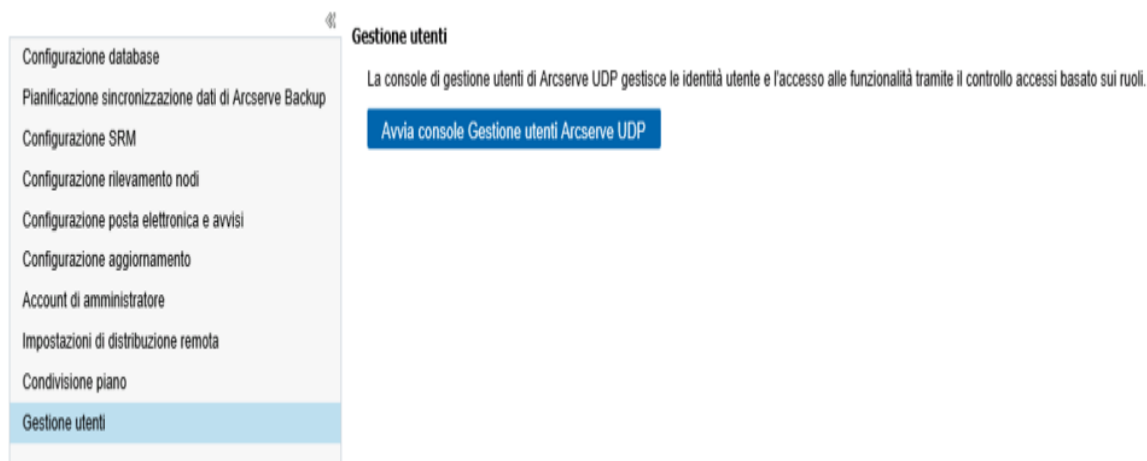 Configurazione database
Pianificazione sincronizzazione dati di Arcserve Backup
Configurazione SRM
Configurazione rilevamento nodi
Configurazione posta elettronica e avvisi
Configurazione aggiornamento
Account di amministratore
Impostazioni di distribuzione remota
Condivisione piano
Gestione utenti
Gestione utenti
La console di gestione utenti di Arcserve UDP gestisce le identità utente e l'accesso alle funzionalità tramite il controllo accessi basato sui ruoli.
Avvia console Gestione utenti Arcserve UDP